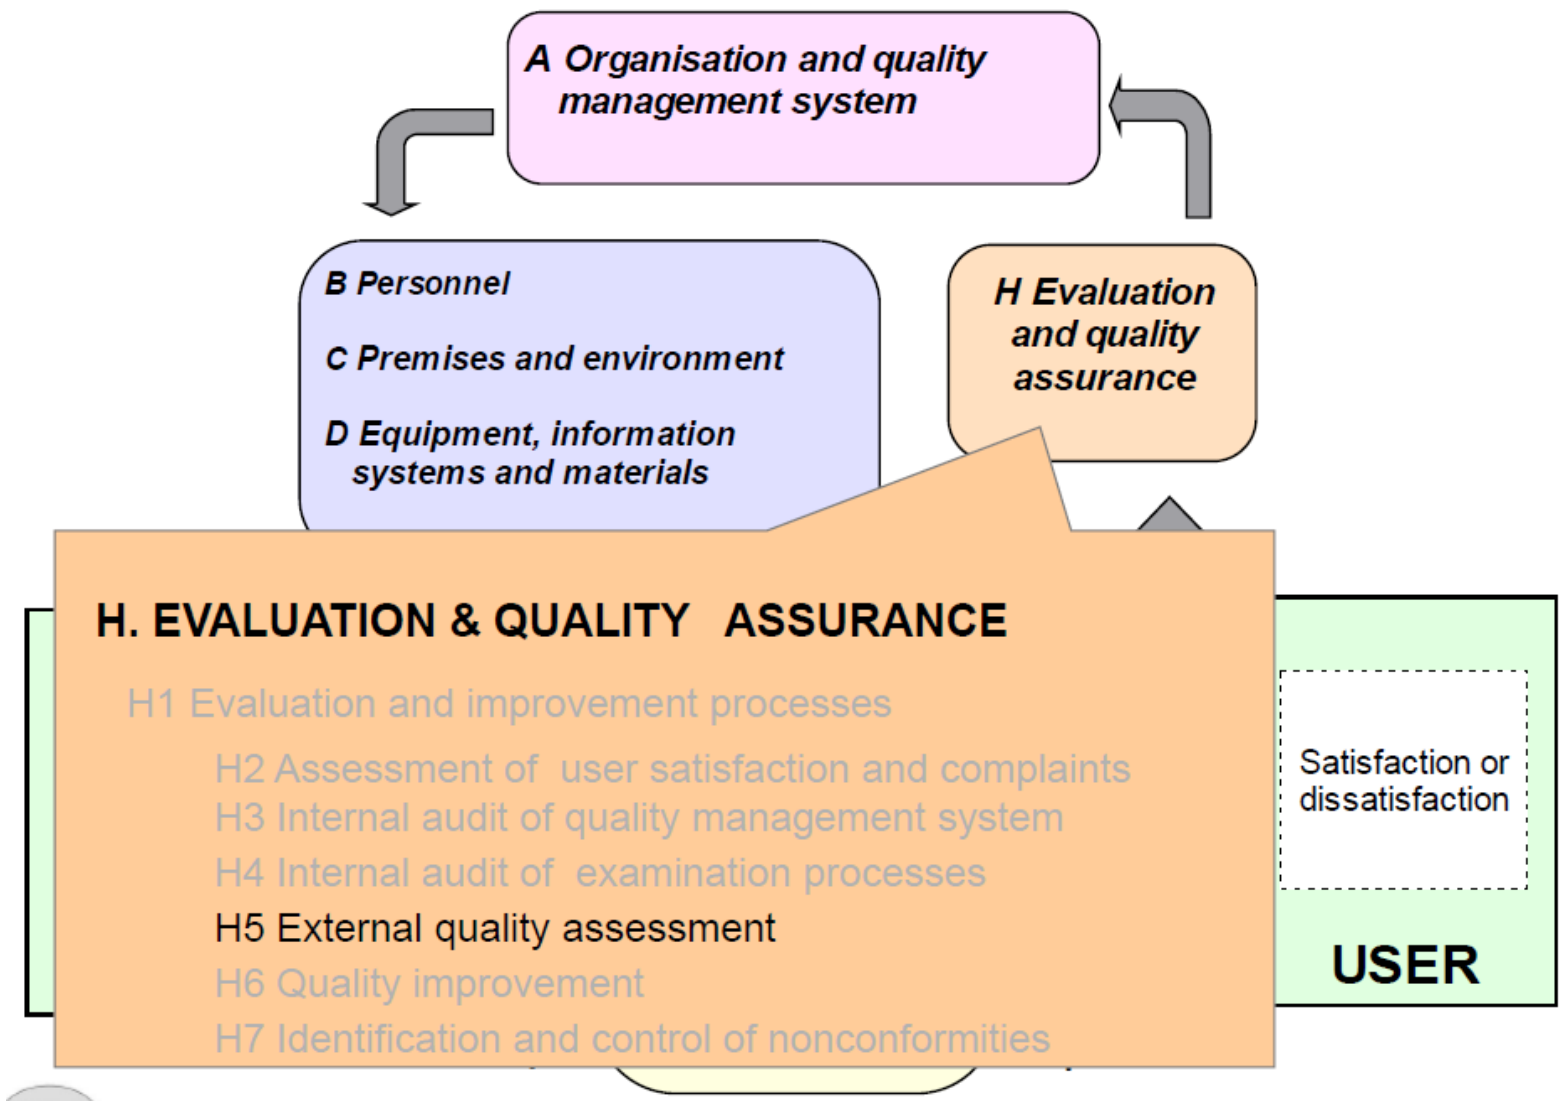 A Organisation and quality
management system
B Personnel
C Premises and environment
D Equipment, information
systems and materials
H Evaluation
and quality
assurance
H. EVALUATION & QUALITY ASSURANCE
H1 Evaluation and improvement processes
H2 Assessment of user satisfaction and complaints
H3 Internal audit of quality management system
H4 Internal audit of examination processes
H5 External quality assessment
H6 Quality improvement
H7 Identification and control of nonconformities
Satisfaction or
dissatisfaction
USER